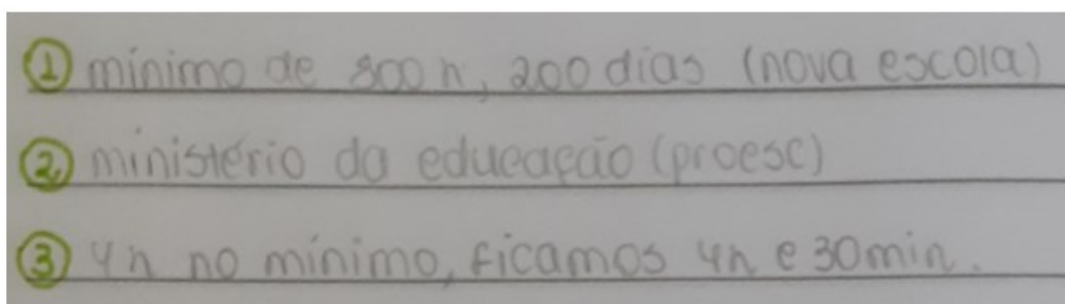 ① mínimo de 800 h, 200 dias (nova escola)
② ministério da educação (proesc)
③ 4h no mínimo, ficamos 4h e 30min.